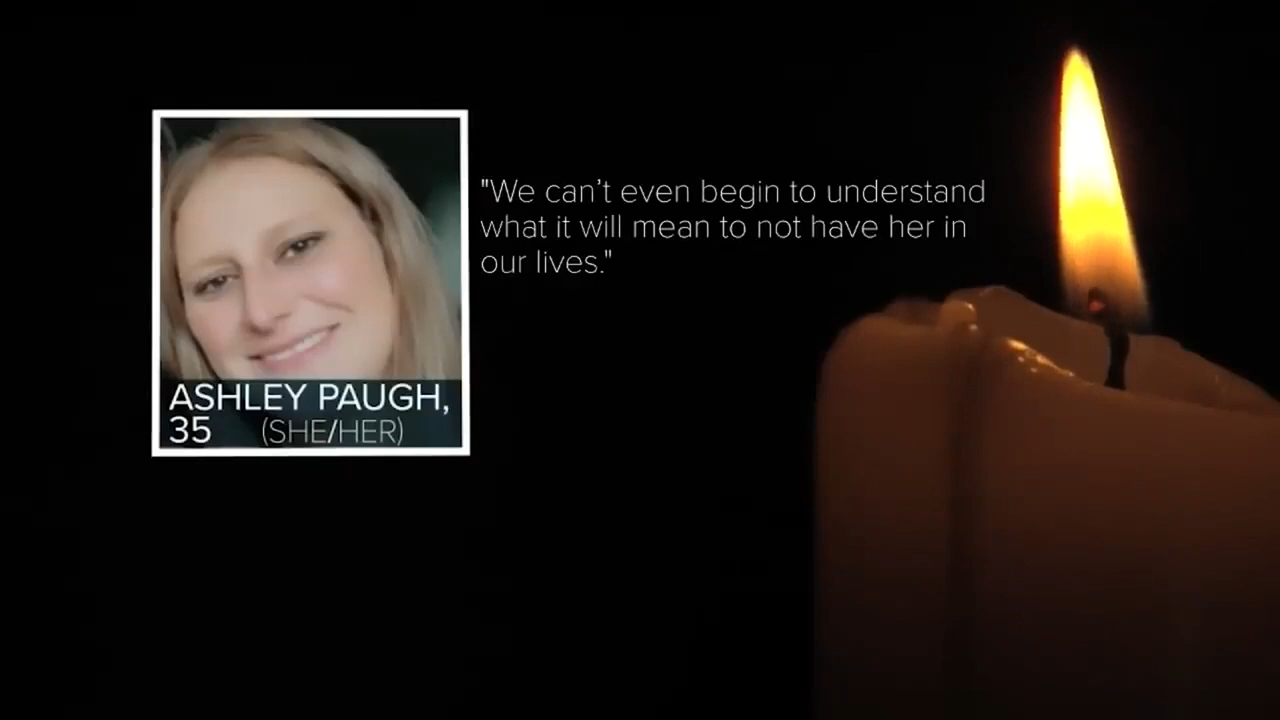 "We can’t even begin to understand
what it will mean to not have her in
our lives."
ASHLEY PAUGH,
35 (SHE/HER)